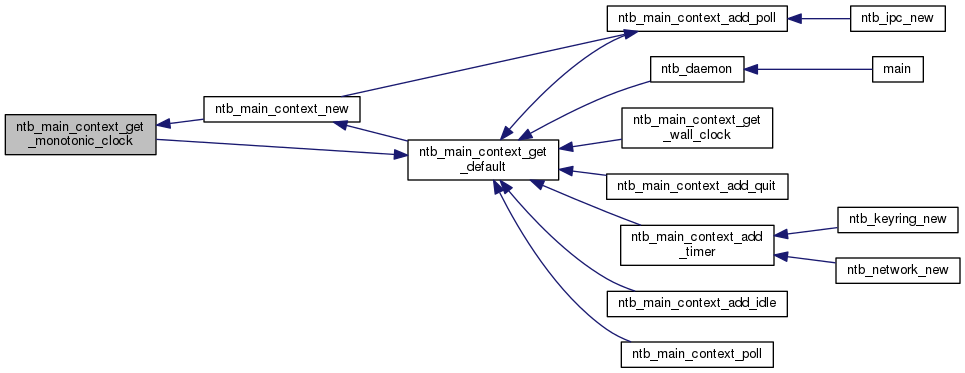 ntb_main_context_get
_monotonic_clock
ntb_main_context_new
ntb_main_context_get
_default
ntb_main_context_add_poll
ntb_ipc_new
ntb_daemon
main
ntb_main_context_get
_wall_clock
ntb_main_context_add_quit
ntb_main_context_add
_timer
ntb_keyring_new
ntb_network_new
ntb_main_context_add_idle
ntb_main_context_poll